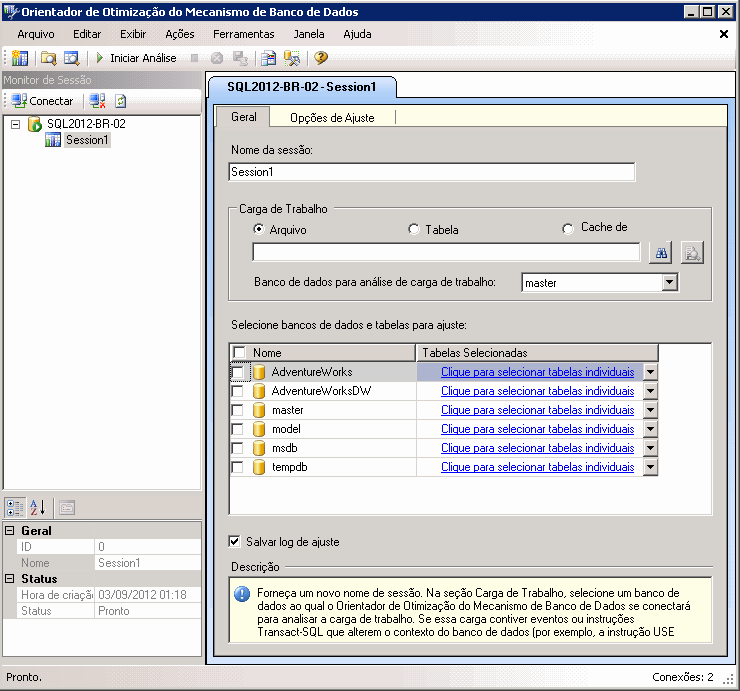 Orientador de Otimização do Mecanismo de Banco de Dados
Arquivo Editar Exibir Ações Ferramentas Janela Ajuda
Iniciar Análise
Monitor de Sessão
Conectar
SQL2012-BR-02
Session1
SQL2012-BR-02 - Session1
Geral Opções de Ajuste
Nome da sessão:
Session1
Carga de Trabalho
Arquivo Tabela Cache de
Banco de dados para análise de carga de trabalho: master
Selecione bancos de dados e tabelas para ajuste:
Nome Tabelas Selecionadas
AdventureWorks Clique para selecionar tabelas individuais
AdventureWorksDW Clique para selecionar tabelas individuais
master Clique para selecionar tabelas individuais
model Clique para selecionar tabelas individuais
msdb Clique para selecionar tabelas individuais
tempdb Clique para selecionar tabelas individuais
Salvar log de ajuste
Descrição
Forneça um novo nome de sessão. Na seção Carga de Trabalho, selecione um banco de
dados ao qual o Orientador de Otimização do Mecanismo de Banco de Dados se conectará
para analisar a carga de trabalho. Se essa carga contiver eventos ou instruções
Transact-SQL que alterem o contexto do banco de dados (por exemplo, a instrução USE
Geral
ID 0
Nome Session1
Status
Hora de criação 03/09/2012 01:18
Status Pronto
Pronto. Conexões: 2